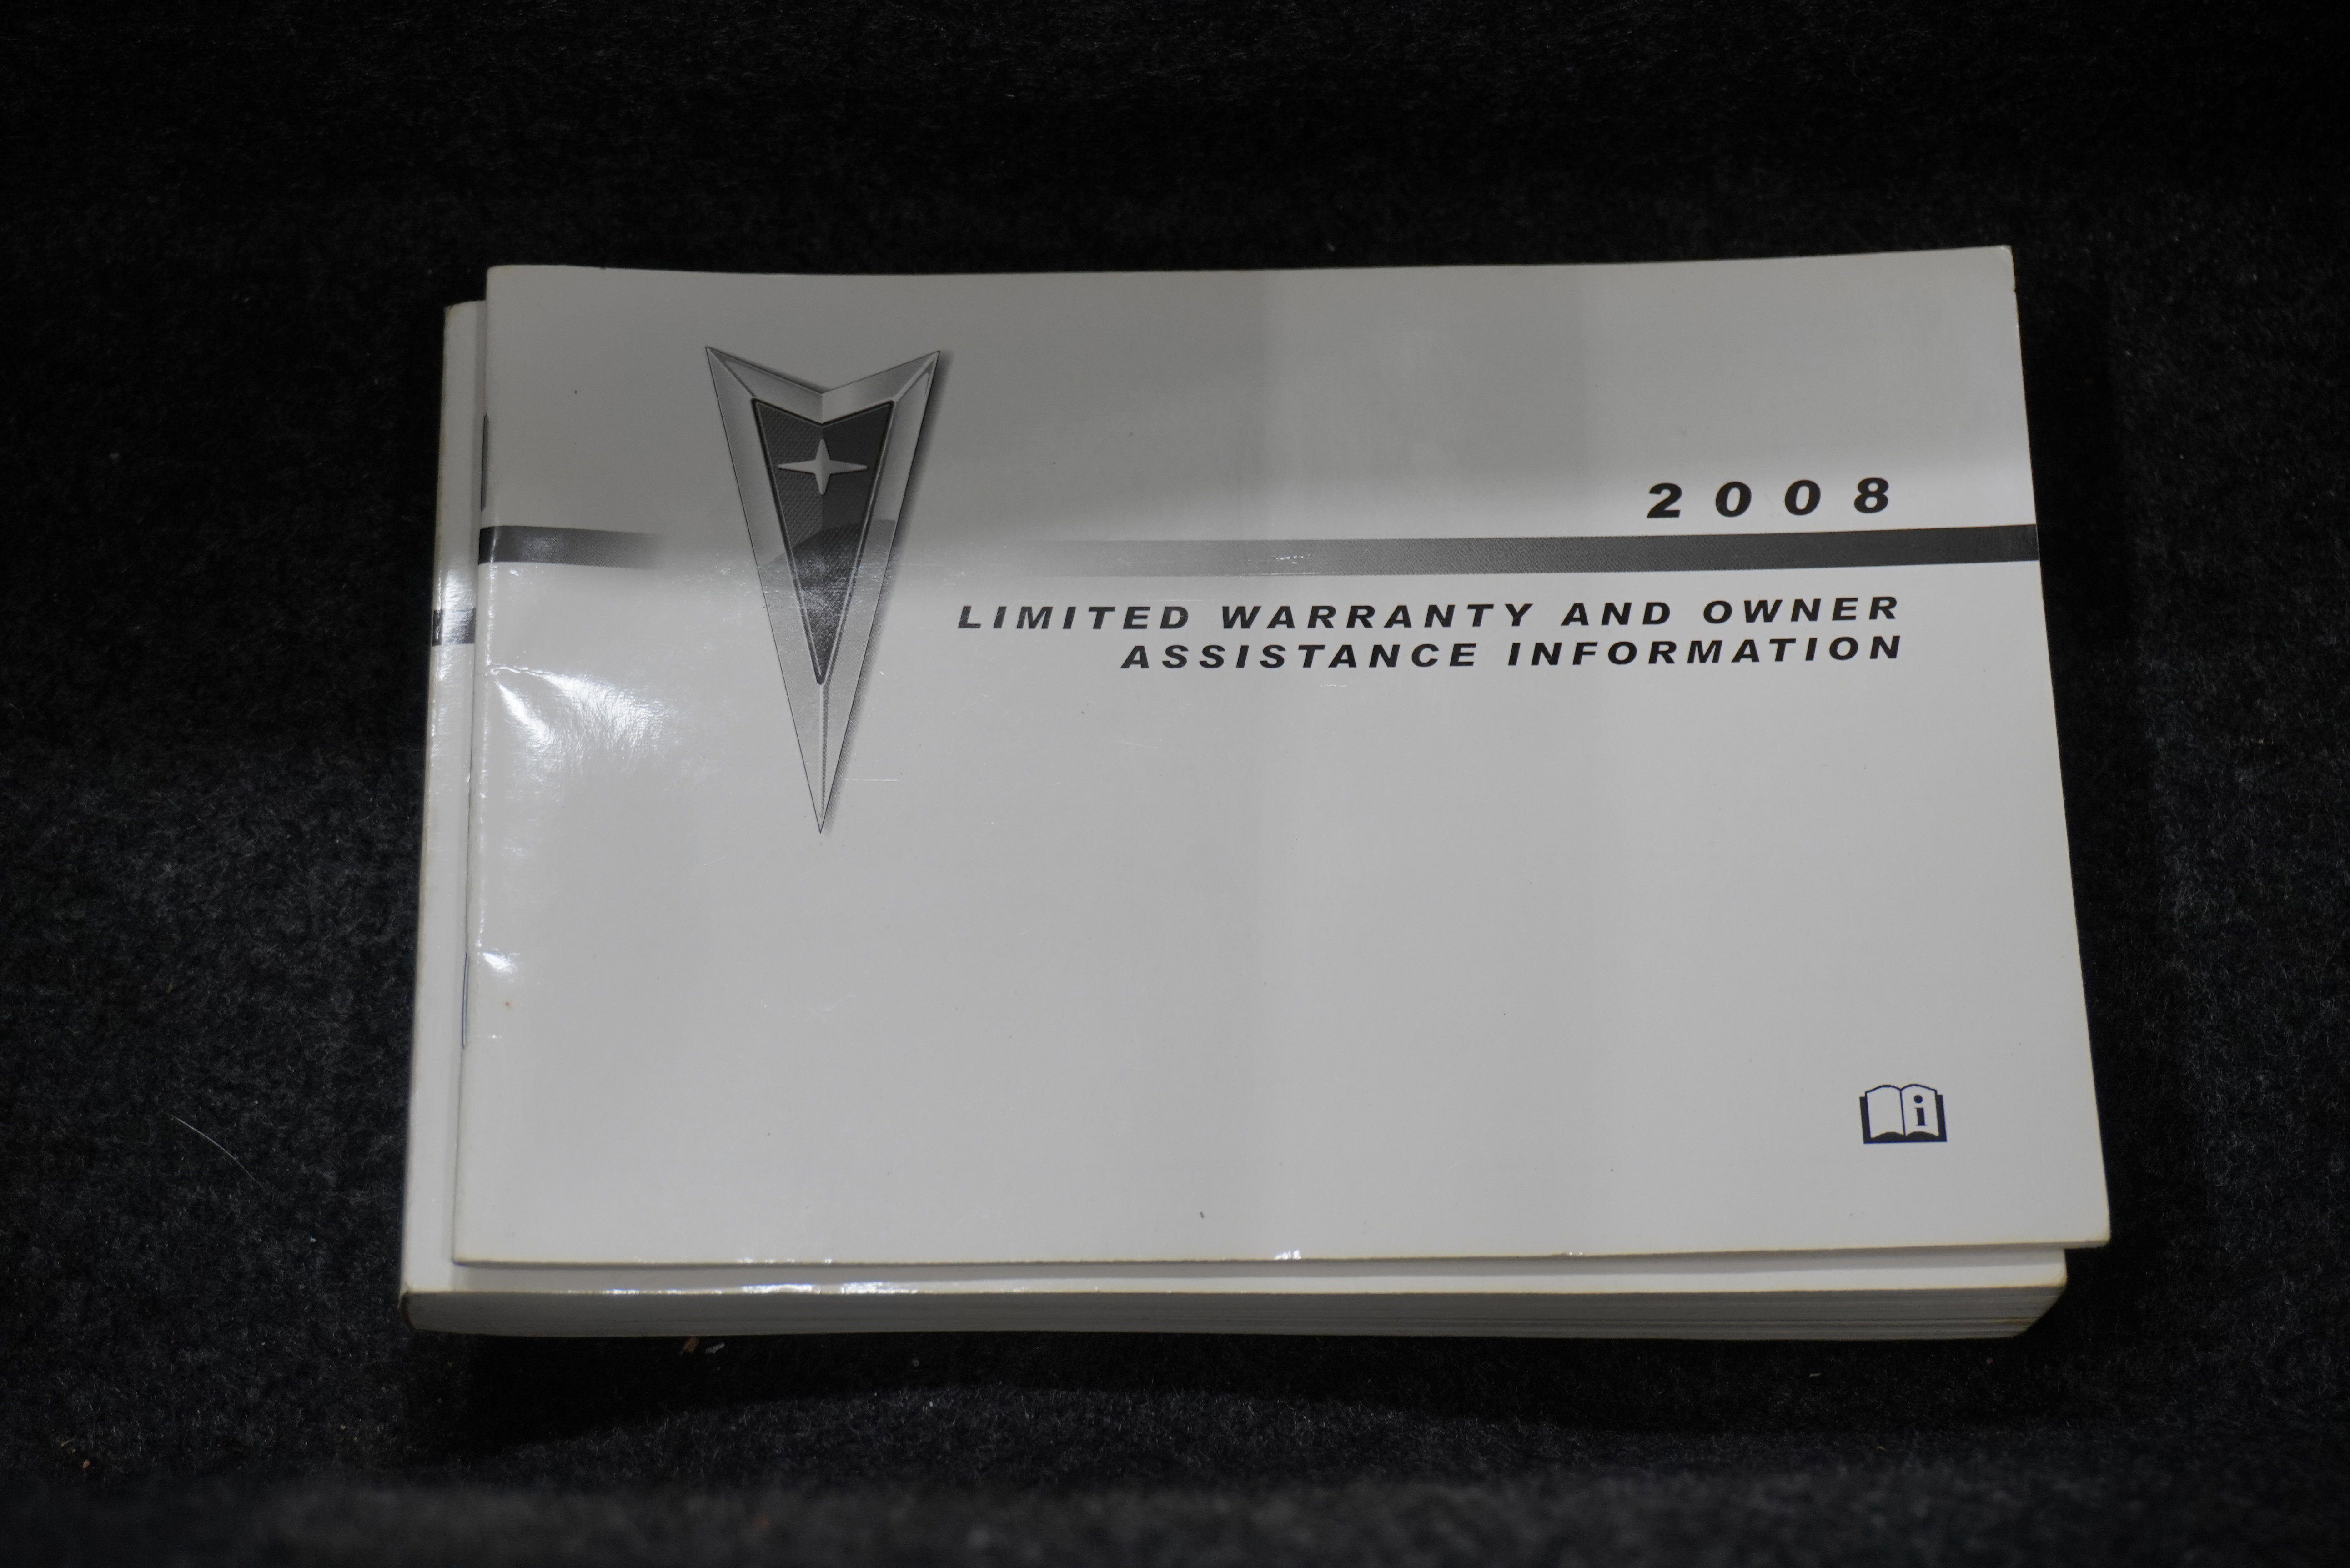 2008
LIMITED WARRANTY AND OWNER
ASSISTANCE INFORMATION
i